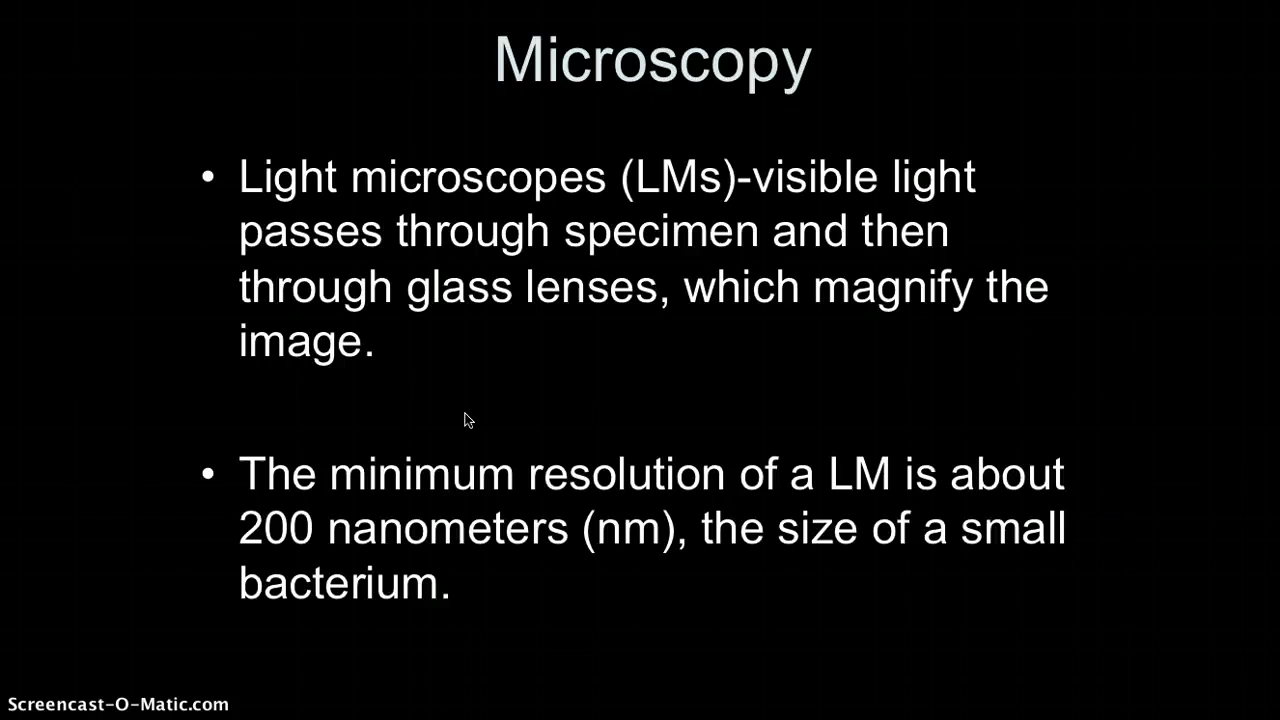 Microscopy
• Light microscopes (LMs)-visible light
passes through specimen and then
through glass lenses, which magnify the
image.
• The minimum resolution of a LM is about
200 nanometers (nm), the size of a small
bacterium.
Screencast-O-Matic.com